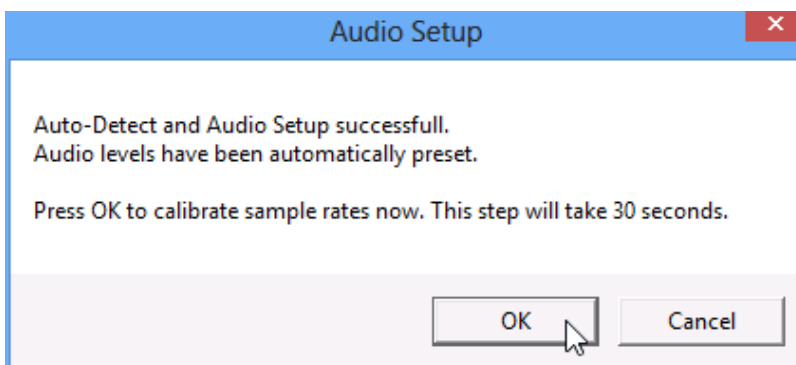 Audio Setup
Auto-Detect and Audio Setup successfull.
Audio levels have been automatically preset.
Press OK to calibrate sample rates now. This step will take 30 seconds.
OK
Cancel